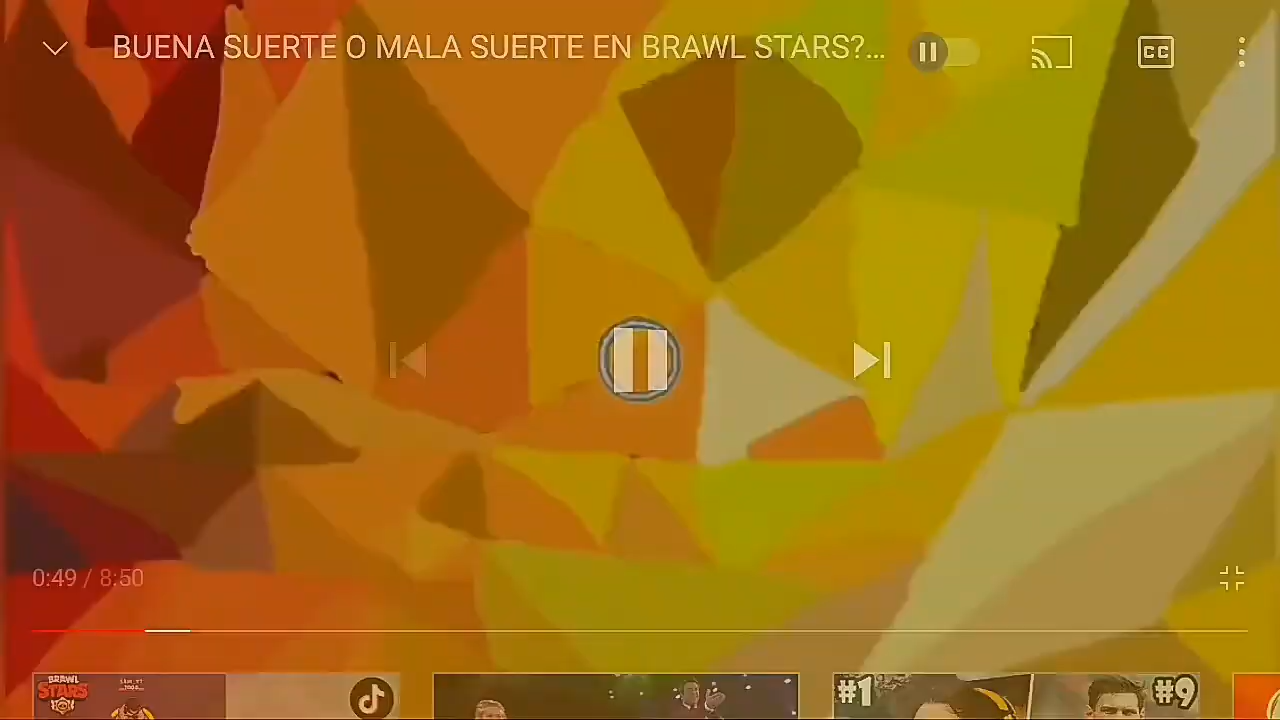 BUENA SUERTE O MALA SUERTE EN BRAWL STARS?...
CC
0:49 / 8:50
BRAWL
STARS
#1
#9